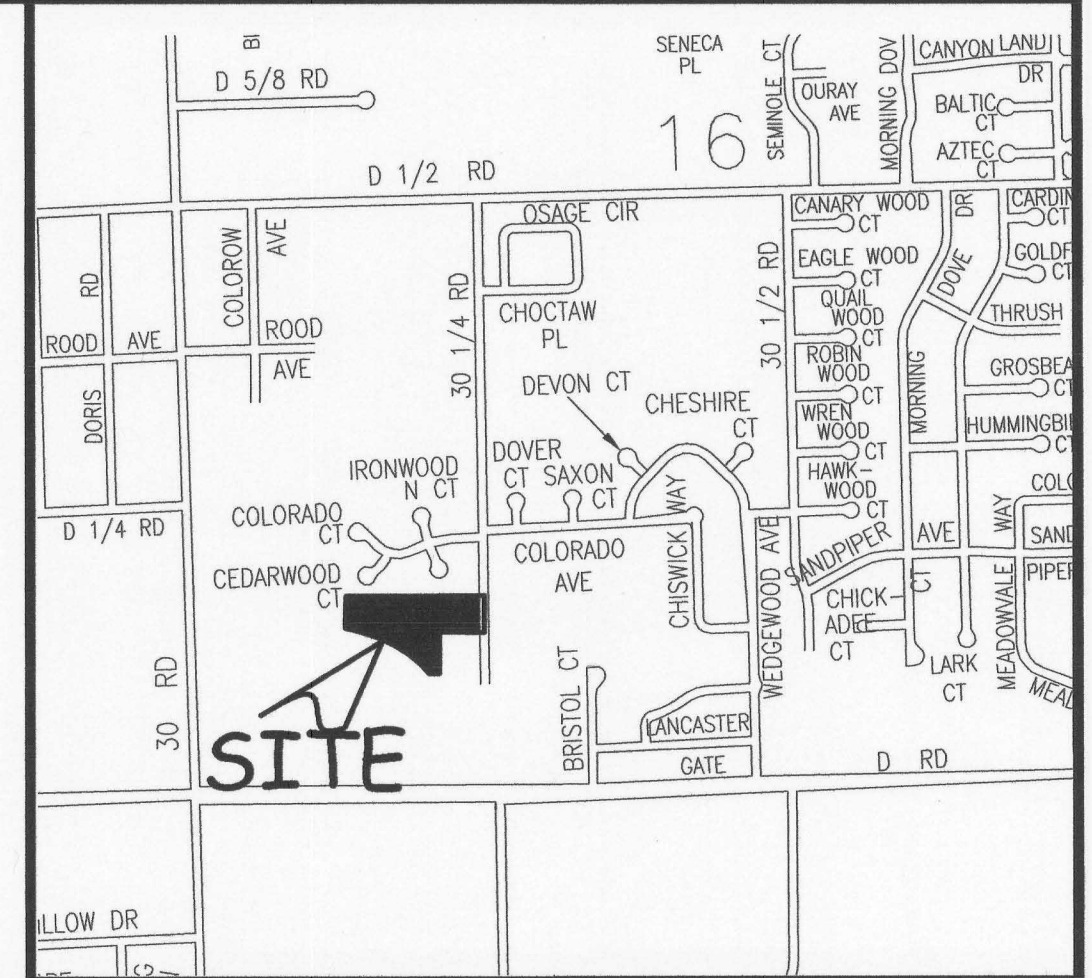 D 5/8 RD
SENECA
PL
SEMINOLE CT
OURAY
AVE
MORNING DOV
CANYON LAND
DR
BALTIC
CT
AZTEC
CT
16
D 1/2 RD
RD
COLOROW
AVE
ROOD
AVE
ROOD
AVE
DORIS
30 1/4 RD
OSAGE CIR
CHOCTAW
PL
30 1/2 RD
CANARY WOOD
CT
EAGLE WOOD
CT
QUAIL
WOOD
CT
ROBIN
WOOD
CT
WREN
WOOD
CT
HAWK-
WOOD
CT
DR
DOVE
MORNING
CARDIN
CT
GOLDF
CT
THRUSH
GROSBEA
CT
HUMMINGBI
CT
DEVON CT
CHESHIRE
CT
DOVER
CT
SAXON
CT
IRONWOOD
N CT
COLORADO
CT
CEDARWOOD
CT
D 1/4 RD
COLORADO
AVE
CHISWICK WAY
WEDGEWOOD AVE
SANDPIPER
AVE
MEADOWVALE WAY
COLO
SAND
PIPER
CHICK-
ADEE
CT
CT
LARK
CT
MEAD
30 RD
SITE
BRISTOL CT
LANCASTER
GATE
D RD
ILLOW DR